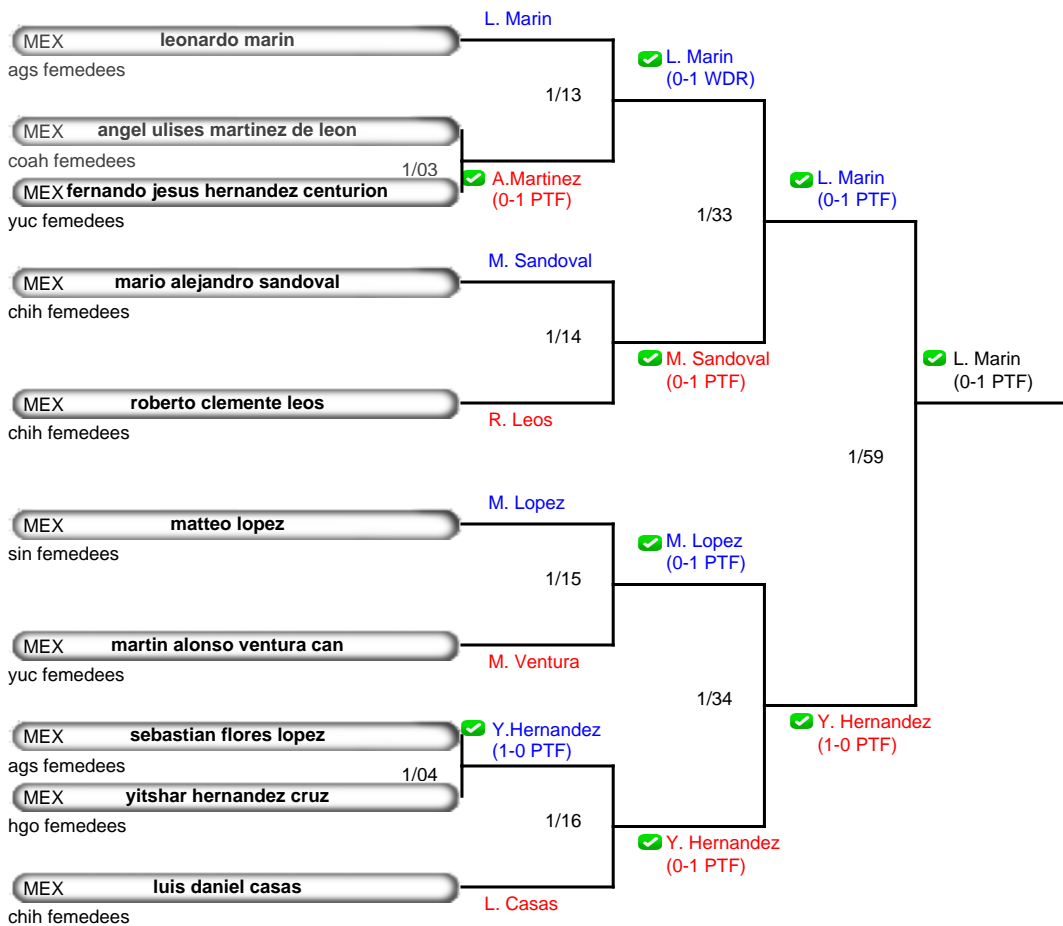 L. Marin
MEX leonardo marin
ags femedees
L. Marin
(0-1 WDR)
1/13
MEX angel ulises martinez de leon
coah femedees
1/03
A.Martinez
(0-1 PTF)
MEX fernando jesus hernandez centurion
yuc femedees
L. Marin
(0-1 PTF)
1/33
M. Sandoval
MEX mario alejandro sandoval
chih femedees
1/14
M. Sandoval
(0-1 PTF)
L. Marin
(0-1 PTF)
MEX roberto clemente leos
chih femedees
R. Leos
1/59
M. Lopez
MEX matteo lopez
sin femedees
M. Lopez
(0-1 PTF)
1/15
MEX martin alonso ventura can
yuc femedees
M. Ventura
1/34
Y. Hernandez
(1-0 PTF)
MEX sebastian flores lopez
ags femedees
Y.Hernandez
(1-0 PTF)
1/04
MEX yitshar hernandez cruz
hgo femedees
1/16
Y. Hernandez
(0-1 PTF)
MEX luis daniel casas
chih femedees
L. Casas